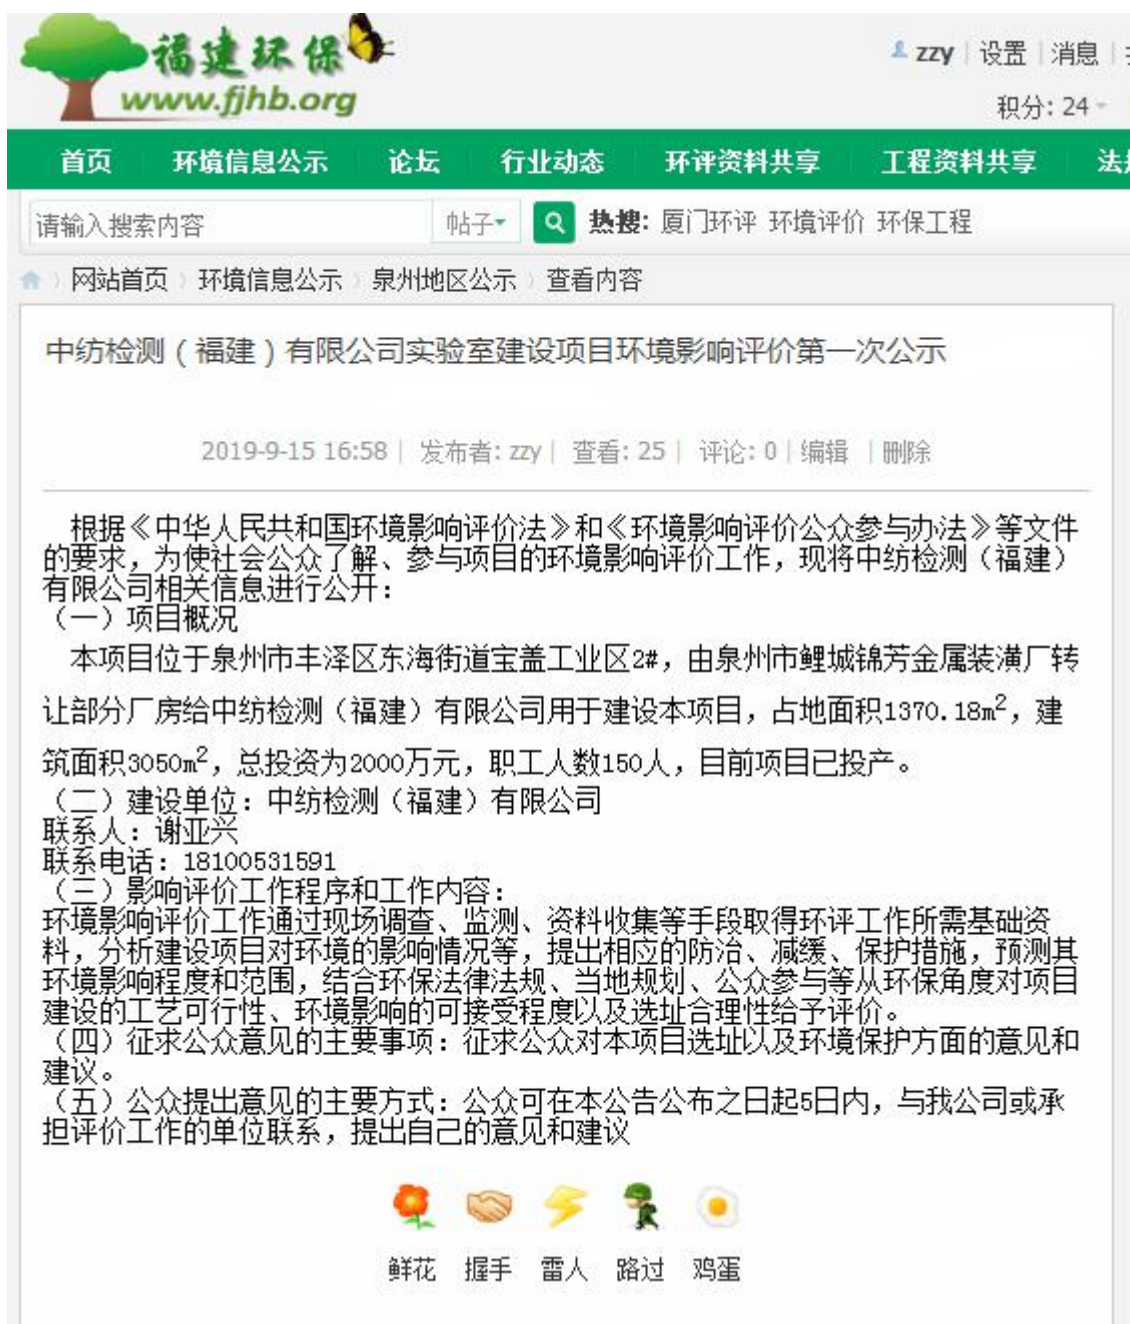 福建环保
www.fjhb.org
zzy 设置 消息
积分: 24
首页 环境信息公示 论坛 行业动态 环评资料共享 工程资料共享
请输入搜索内容 帖子 热搜: 厦门环评 环境评价 环保工程
网站首页 环境信息公示 泉州地区公示 查看内容
中纺检测（福建）有限公司实验室建设项目环境影响评价第一次公示
2019-9-15 16:58| 发布者: zzy| 查看: 25| 评论: 0|编辑 |删除
根据《中华人民共和国环境影响评价法》和《环境影响评价公众参与办法》等文件
的要求，为使社会公众了解、参与项目的环境影响评价工作，现将中纺检测（福建）
有限公司相关信息进行公开：
（一）项目概况
本项目位于泉州市丰泽区东海街道宝盖工业区2#，由泉州市鲤城锦芳金属装潢厂转
让部分厂房给中纺检测（福建）有限公司用于建设本项目，占地面积1370.18m²，建
筑面积3050m²，总投资为2000万元，职工人数150人，目前项目已投产。
（二）建设单位：中纺检测（福建）有限公司
联系人：谢亚兴
联系电话：18100531591
（三）影响评价工作程序和工作内容：
环境影响评价工作通过现场调查、监测、资料收集等手段取得环评工作所需基础资
料，分析建设项目对环境的影响情况等，提出相应的防治、减缓、保护措施，预测其
环境影响程度和范围，结合环保法律法规、当地规划、公众参与等从环保角度对项目
建设的工艺可行性、环境影响的可接受程度以及选址合理性给予评价。
（四）征求公众意见的主要事项：征求公众对本项目选址以及环境保护方面的意见和
建议。
（五）公众提出意见的主要方式：公众可在本公告公布之日起5日内，与我公司或承
担评价工作的单位联系，提出自己的意见和建议
鲜花 握手 雷人 路过 鸡蛋